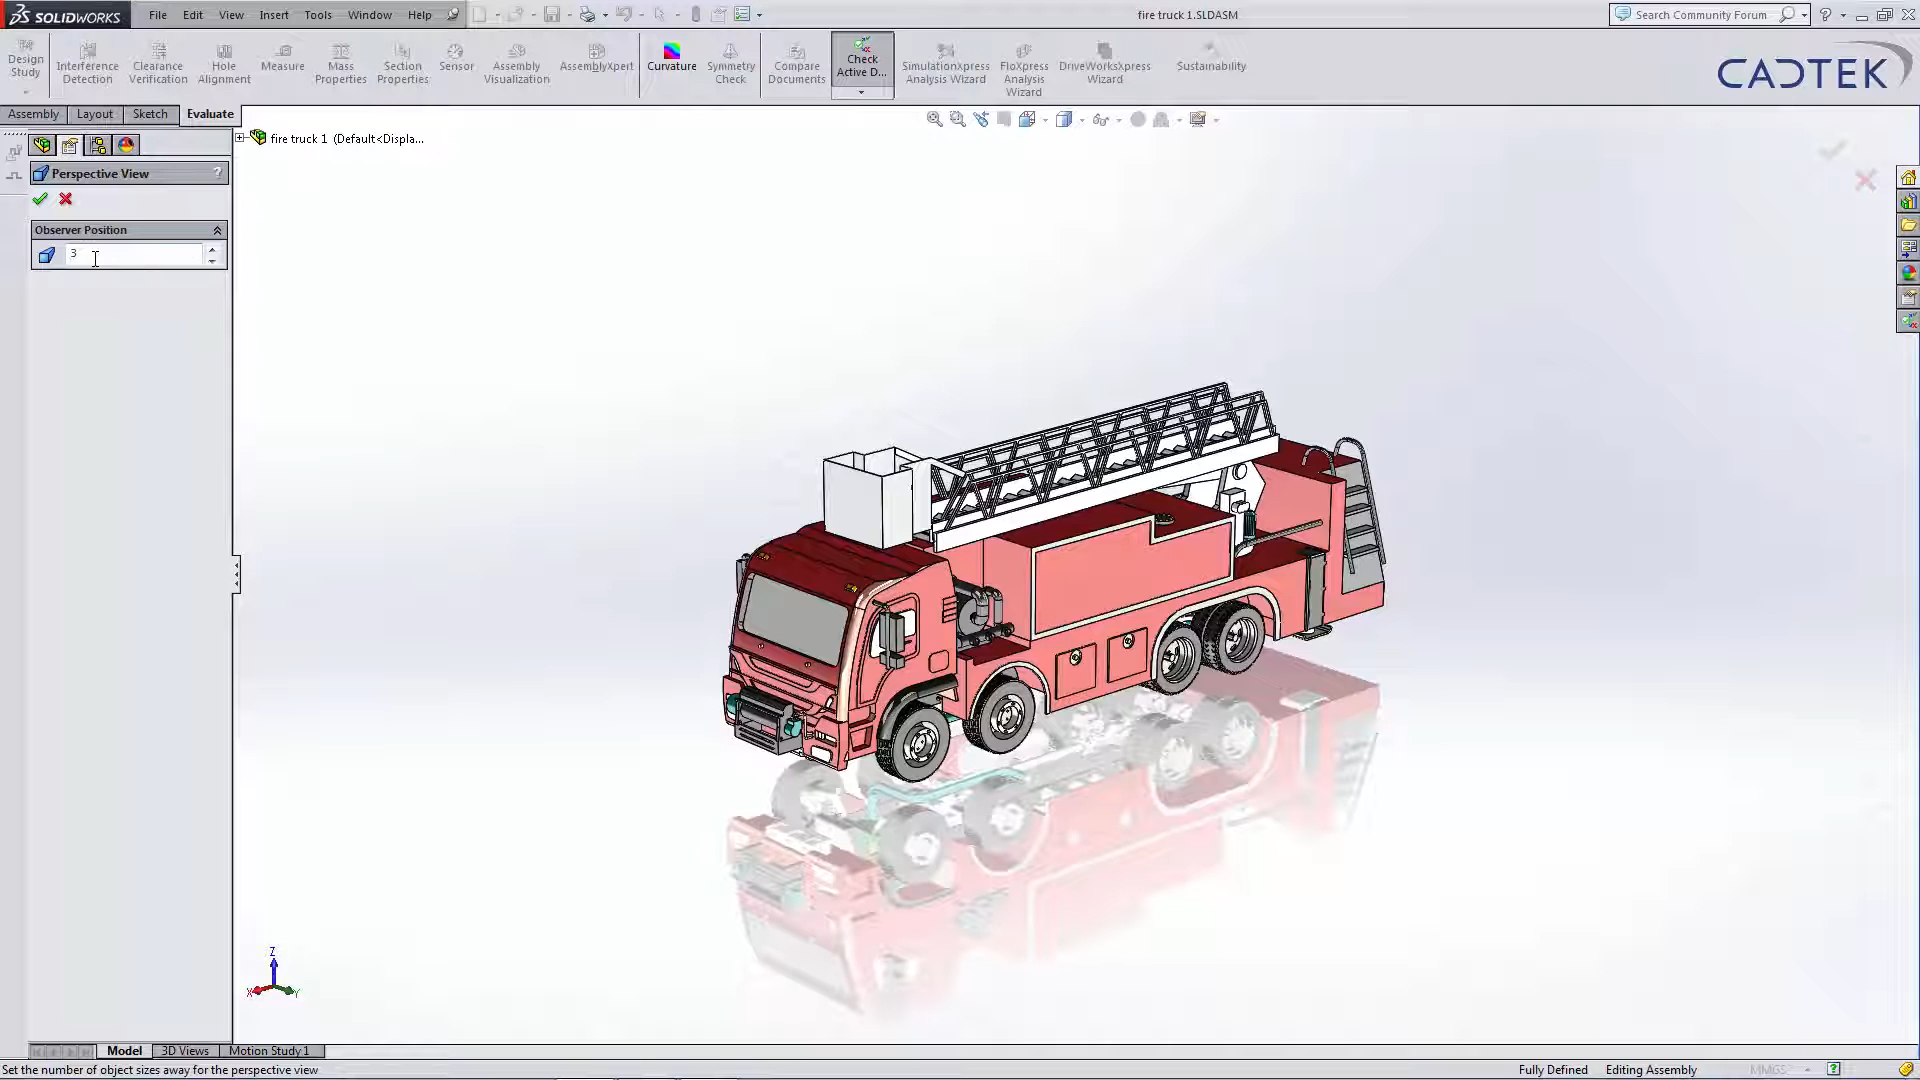 SOLIDWORKS File Edit View Insert Tools Window Help fire truck 1.SLDASM Search Community Forum ?
Design Study
Interference Detection
Clearance Verification
Hole Alignment
Measure
Mass Properties
Section Properties
Sensor
Assembly Visualization
AssemblyXpert
Curvature
Symmetry Check
Compare Documents
Check Active D...
SimulationXpress Analysis Wizard
FloXpress Analysis Wizard
DriveWorksXpress Wizard
Sustainability
CADTEK
Assembly Layout Sketch Evaluate
fire truck 1 (Default<Displa...
Perspective View ?
Observer Position
3
Z
X Y
Model 3D Views Motion Study 1
Set the number of object sizes away for the perspective view Fully Defined Editing Assembly MMGS ?